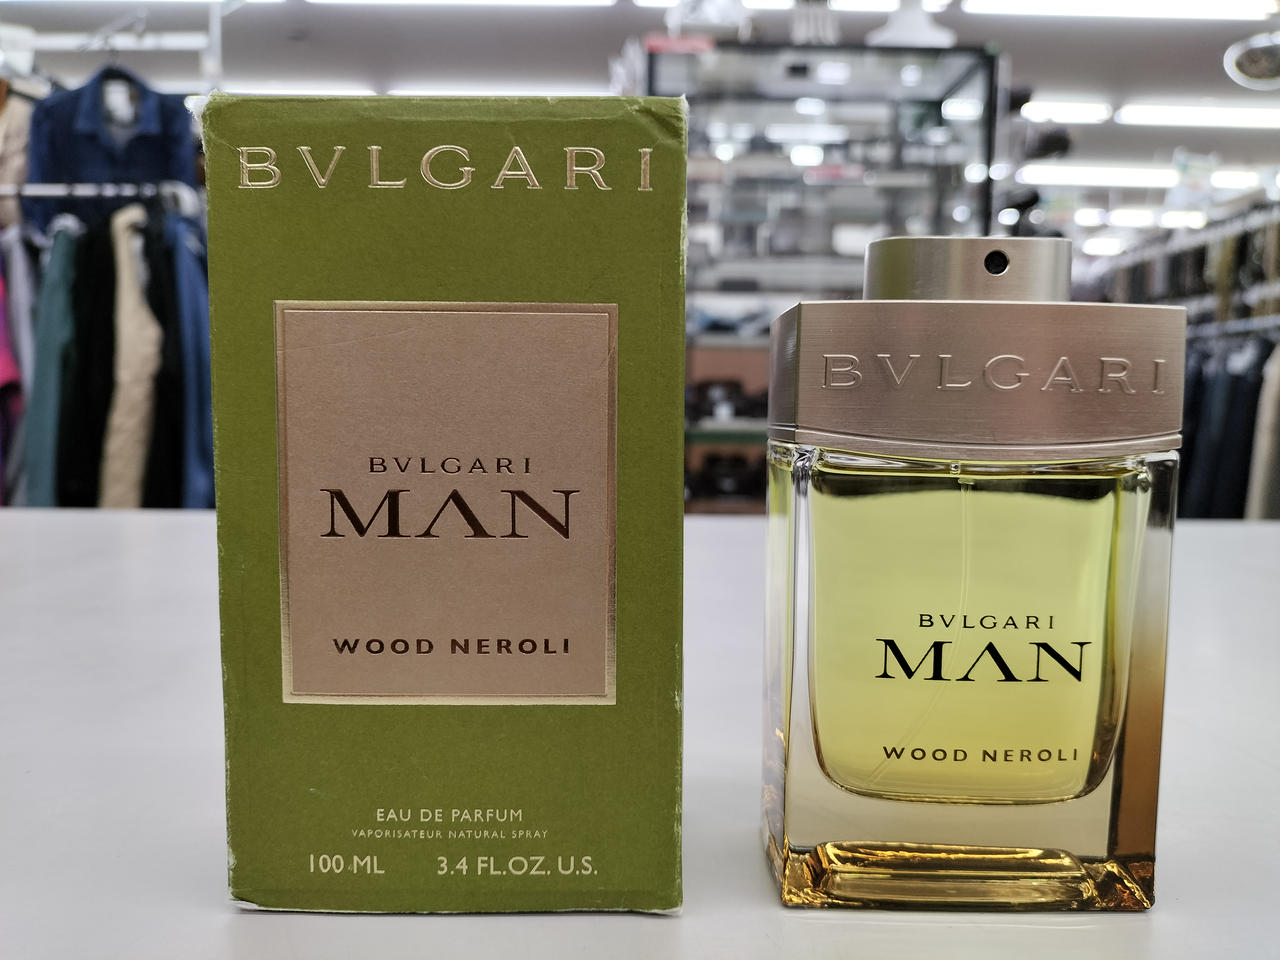 BVLGARI
BVLGARI
MAN
WOOD NEROLI
EAU DE PARFUM
VAPORISATEUR NATURAL SPRAY
100 ML 3.4 FL.OZ. U.S.
BVLGARI
BVLGARI
MAN
WOOD NEROLI